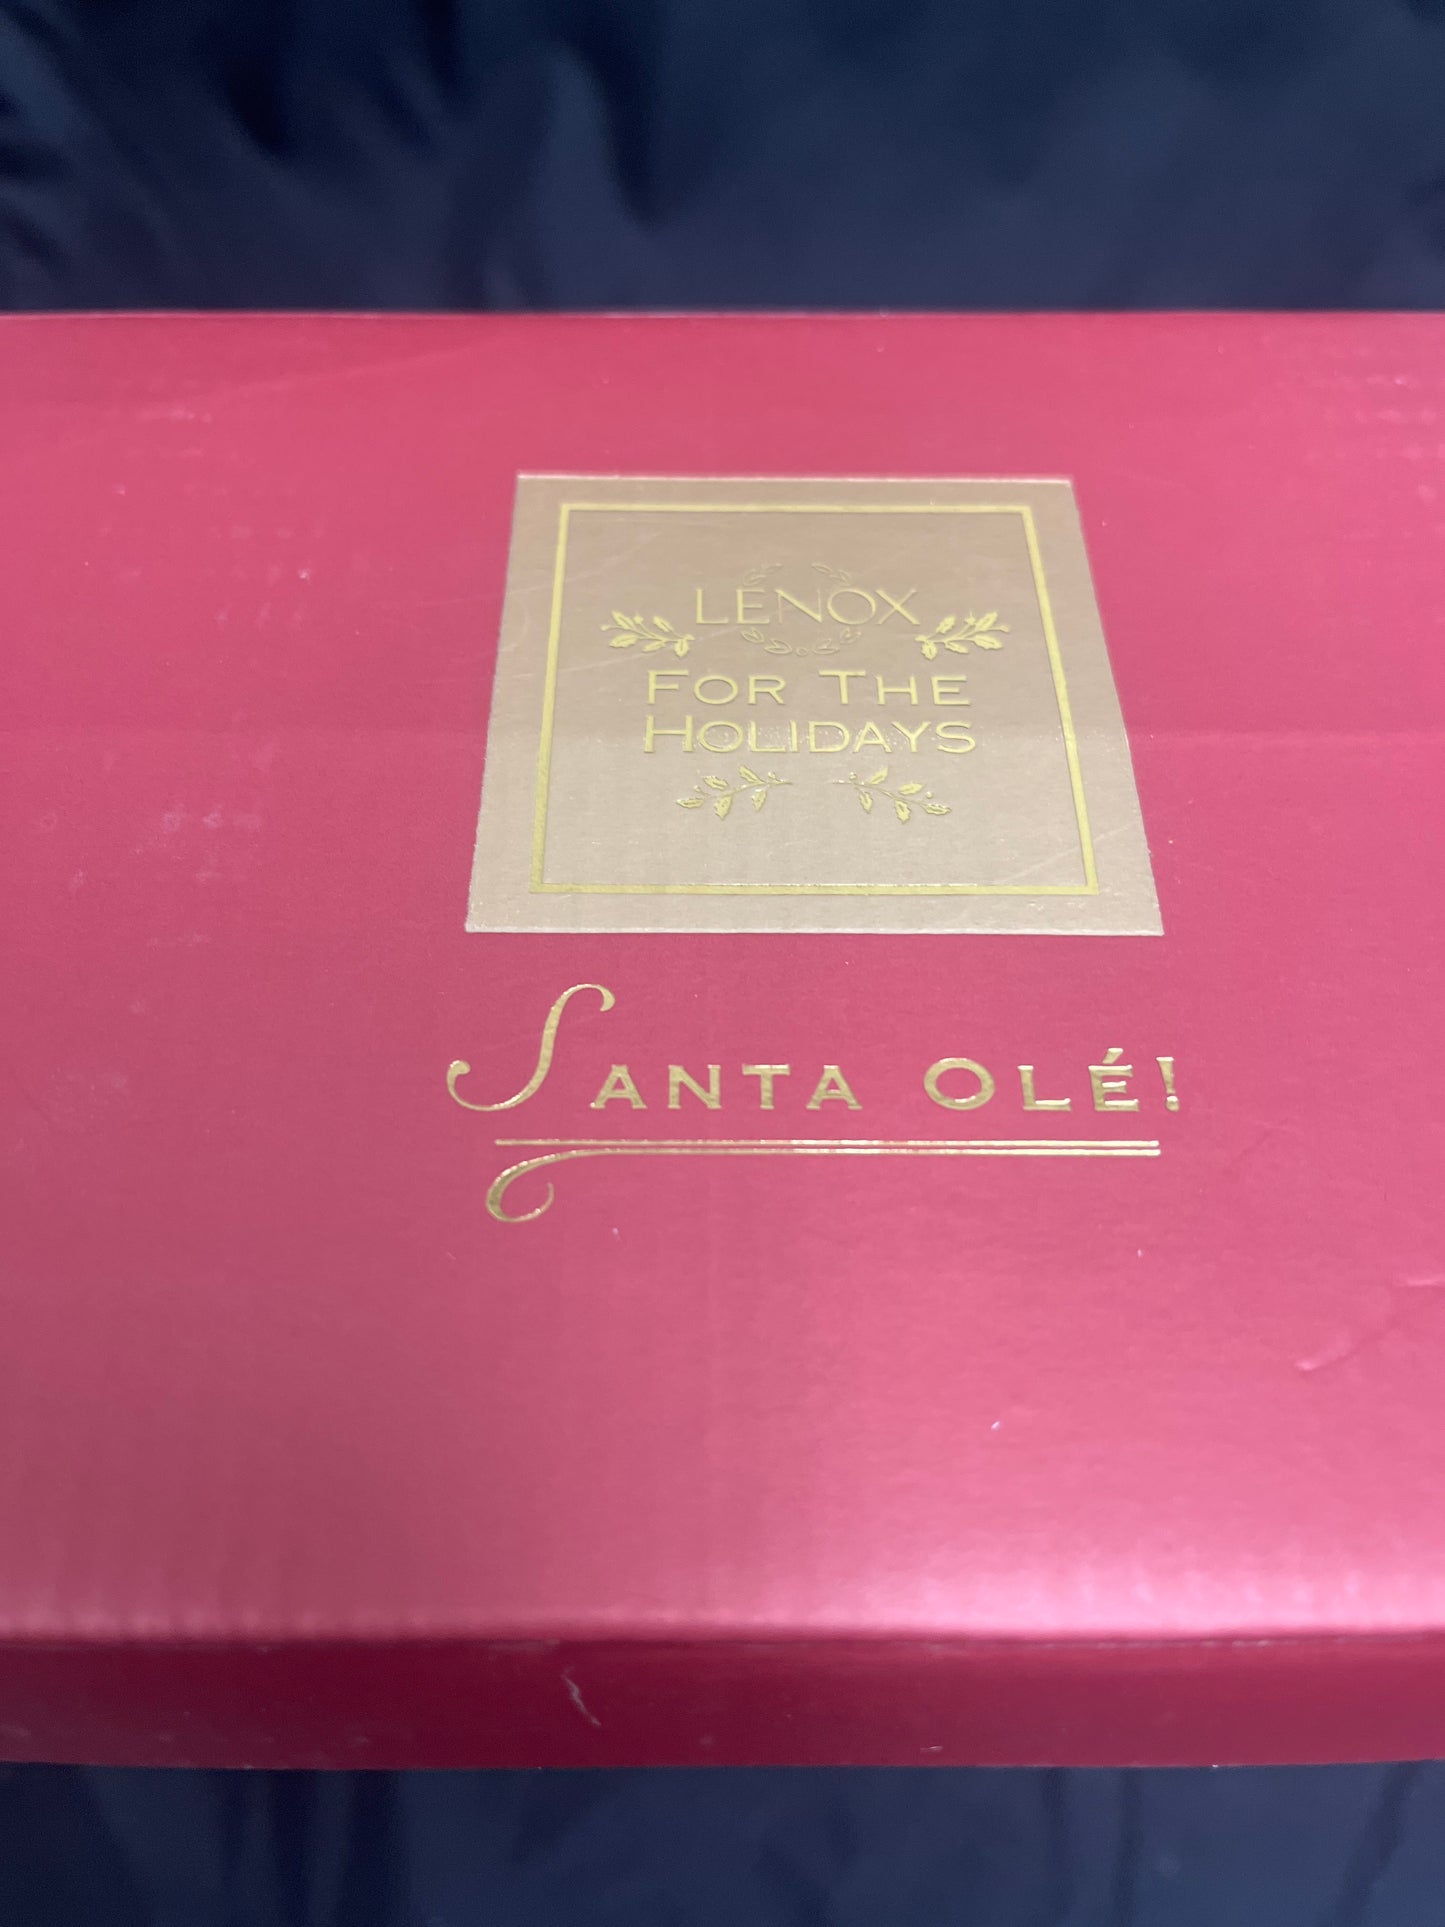 LENOX
FOR THE
HOLIDAYS
SANTA OLÉ!